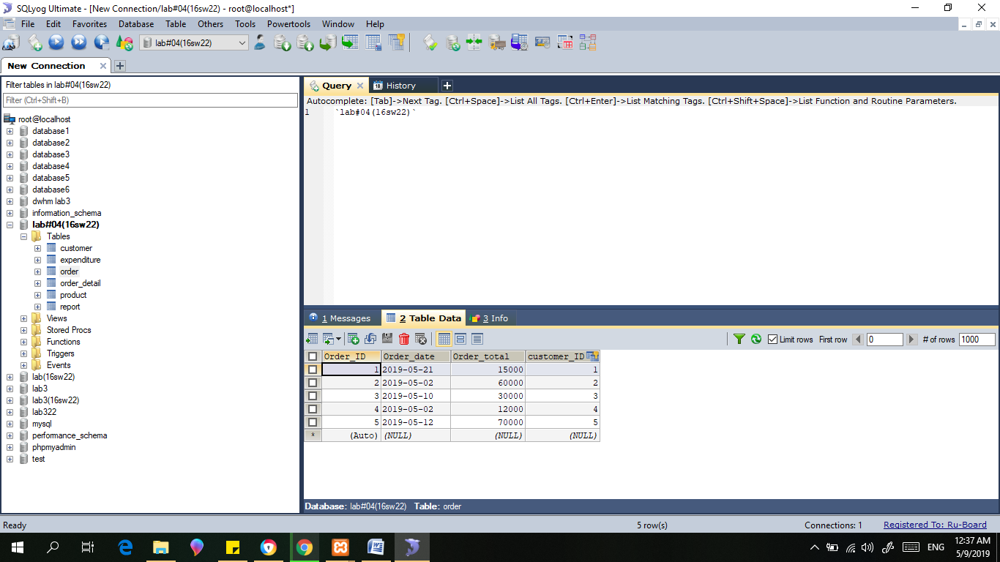 SQLyog Ultimate - [New Connection/lab#04(16sw22) - root@localhost*]
File Edit Favorites Database Table Others Tools Powertools Window Help
lab#04(16sw22)
New Connection
Filter tables in lab#04(16sw22)
Filter (Ctrl+Shift+B)
root@localhost
database1
database2
database3
database4
database5
database6
dwhm lab3
information_schema
lab#04(16sw22)
Tables
customer
expenditure
order
order_detail
product
report
Views
Stored Procs
Functions
Triggers
Events
lab(16sw22)
lab3
lab3(16sw22)
lab322
mysql
performance_schema
phpmyadmin
test
Query 18 History
Autocomplete: [Tab]->Next Tag. [Ctrl+Space]->List All Tags. [Ctrl+Enter]->List Matching Tags. [Ctrl+Shift+Space]->List Function and Routine Parameters.
1 `lab#04(16sw22)`
1 Messages 2 Table Data 3 Info
Limit rows First row 0 # of rows 1000
Order_ID Order_date Order_total customer_ID
1 2019-05-21 15000 1
2 2019-05-02 60000 2
3 2019-05-10 30000 3
4 2019-05-02 12000 4
5 2019-05-12 70000 5
* (Auto) (NULL) (NULL) (NULL)
Database: lab#04(16sw22) Table: order
Ready 5 row(s) Connections: 1 Registered To: Ru-Board
ENG 12:37 AM
5/9/2019